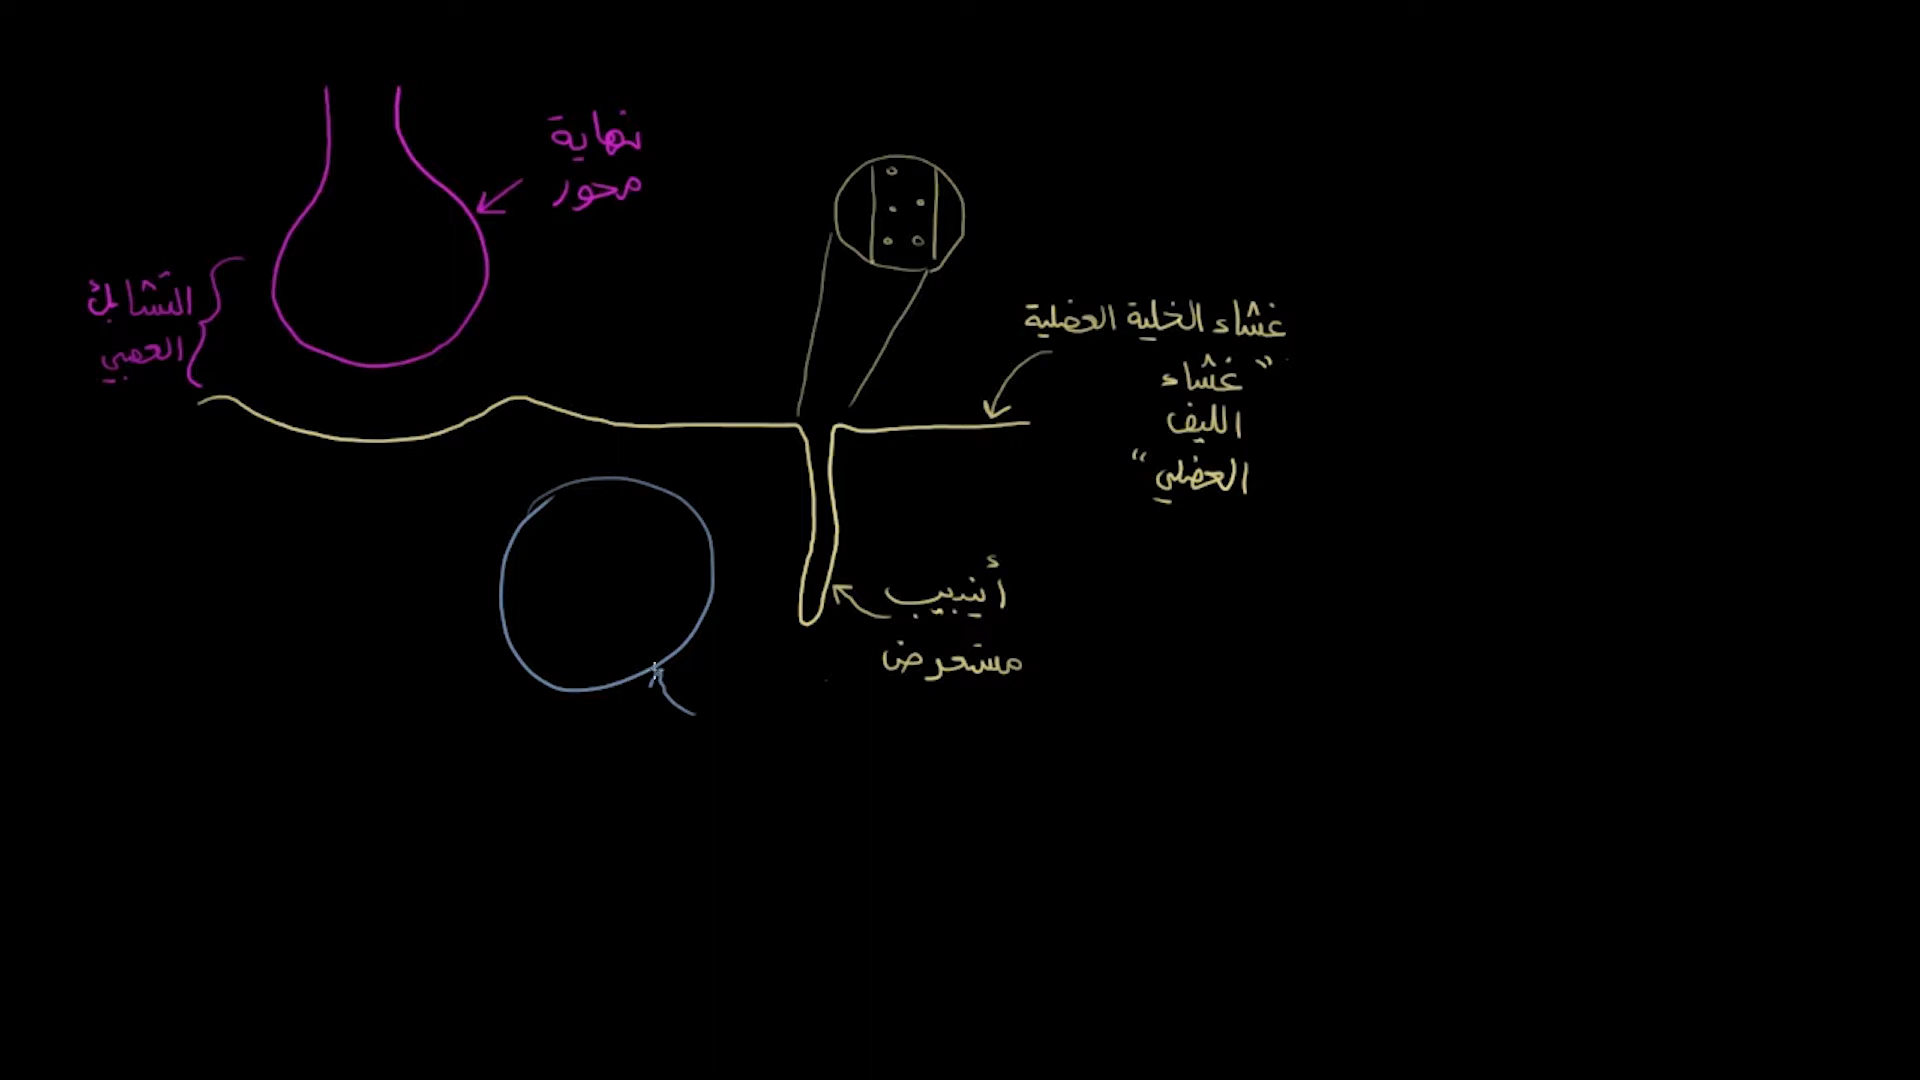 نهاية
محور
التشابك
العصبي
غشاء الخلية العضلية
"غشاء
الليف
العضلي"
أنيبيب
مستعرض